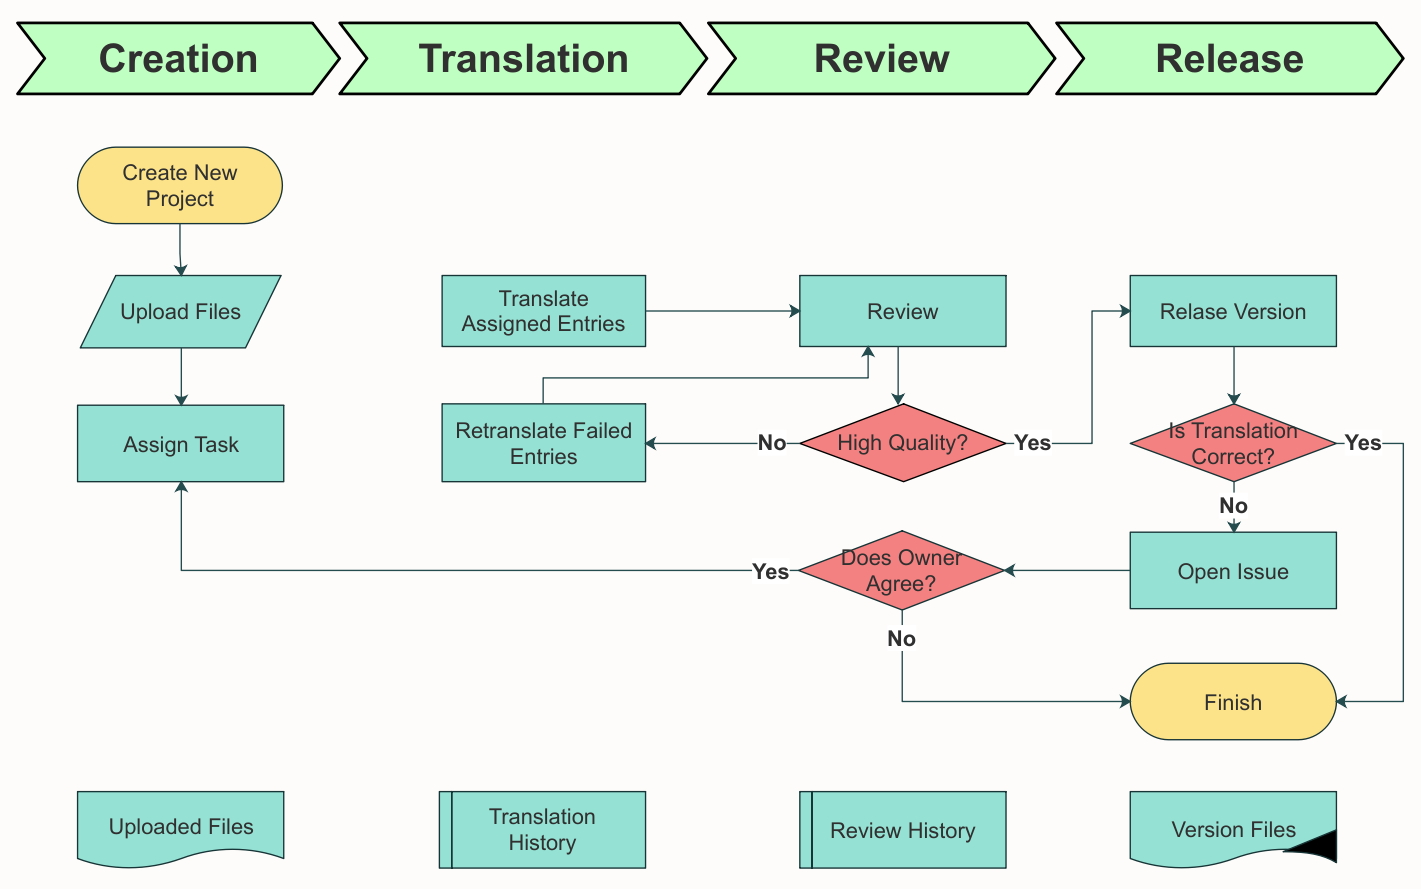 Creation
Translation
Review
Release
Create New
Project
Upload Files
Translate
Assigned Entries
Review
Relase Version
Assign Task
Retranslate Failed
Entries
No
High Quality?
Yes
Is Translation
Correct?
Yes
No
Yes
Does Owner
Agree?
Open Issue
No
Finish
Uploaded Files
Translation
History
Review History
Version Files